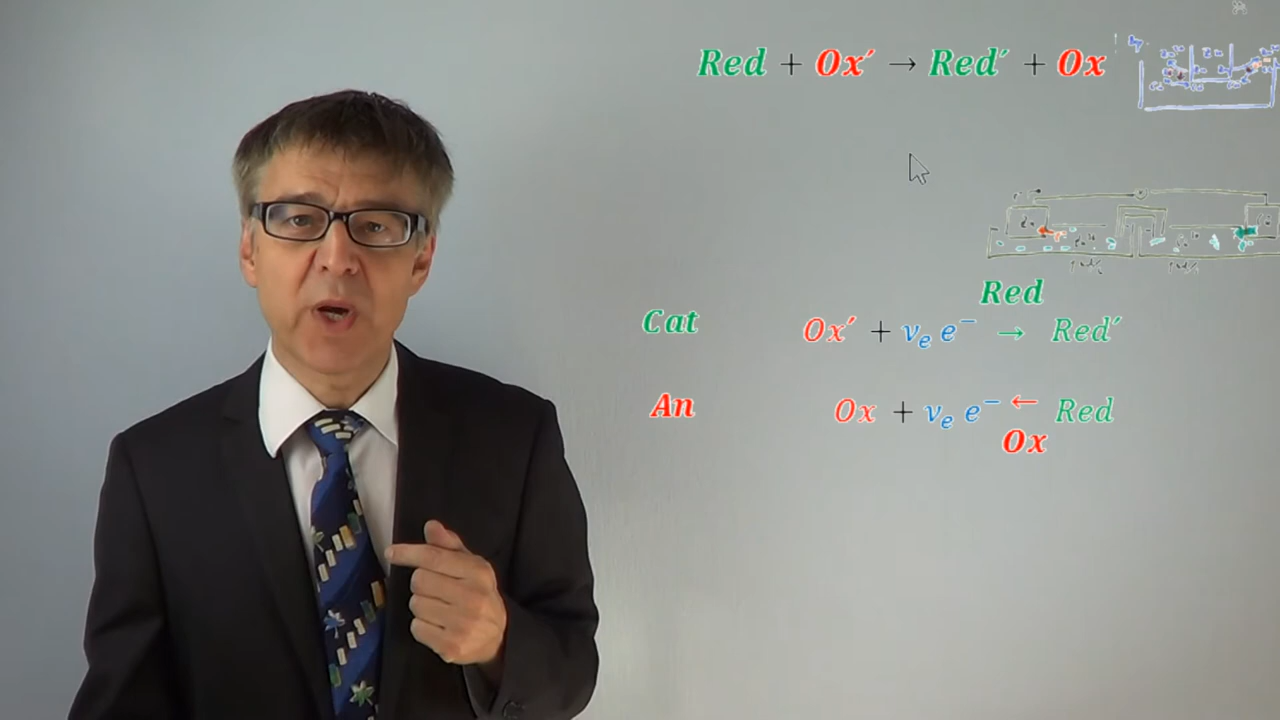 Red + Ox′ → Red′ + Ox
Red
Cat Ox′ + νₑ e⁻ → Red′
An Ox + νₑ e⁻ ← Red
Ox